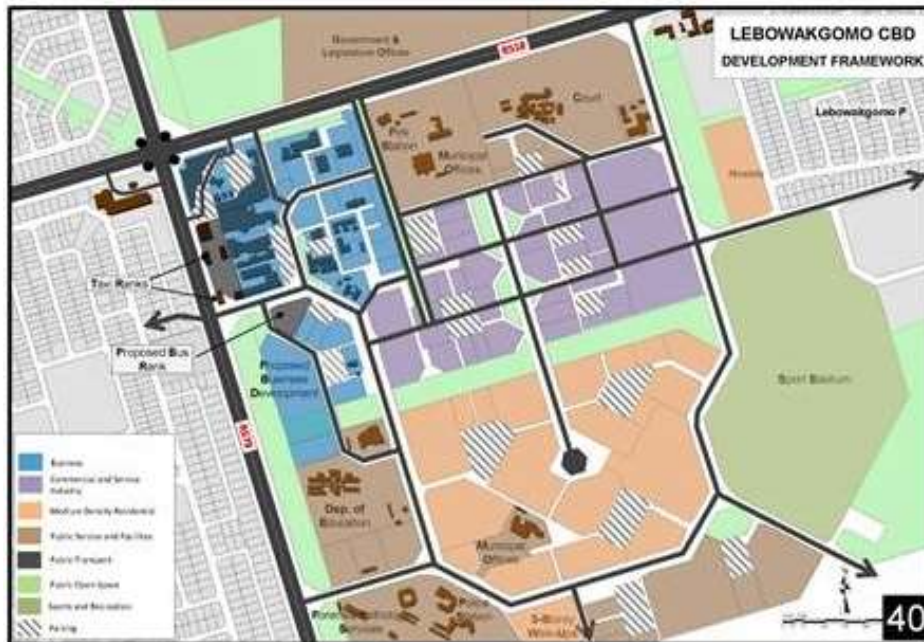 LEBOWAKGOMO CBD
DEVELOPMENT FRAMEWORK
Government &
Legislative Offices
R518
Court
Lebowakgomo P
Fire
Station
Municipal
Offices
Taxi Ranks
Proposed Bus
Rank
Proposed
Business
Development
Sport Stadium
R579
Business
Commercial and Service
Industry
Medium Density Residential
Public Service and Facilities
Public Transport
Public Open Space
Sports and Recreation
Parking
Dep. of
Education
Municipal
Offices
40